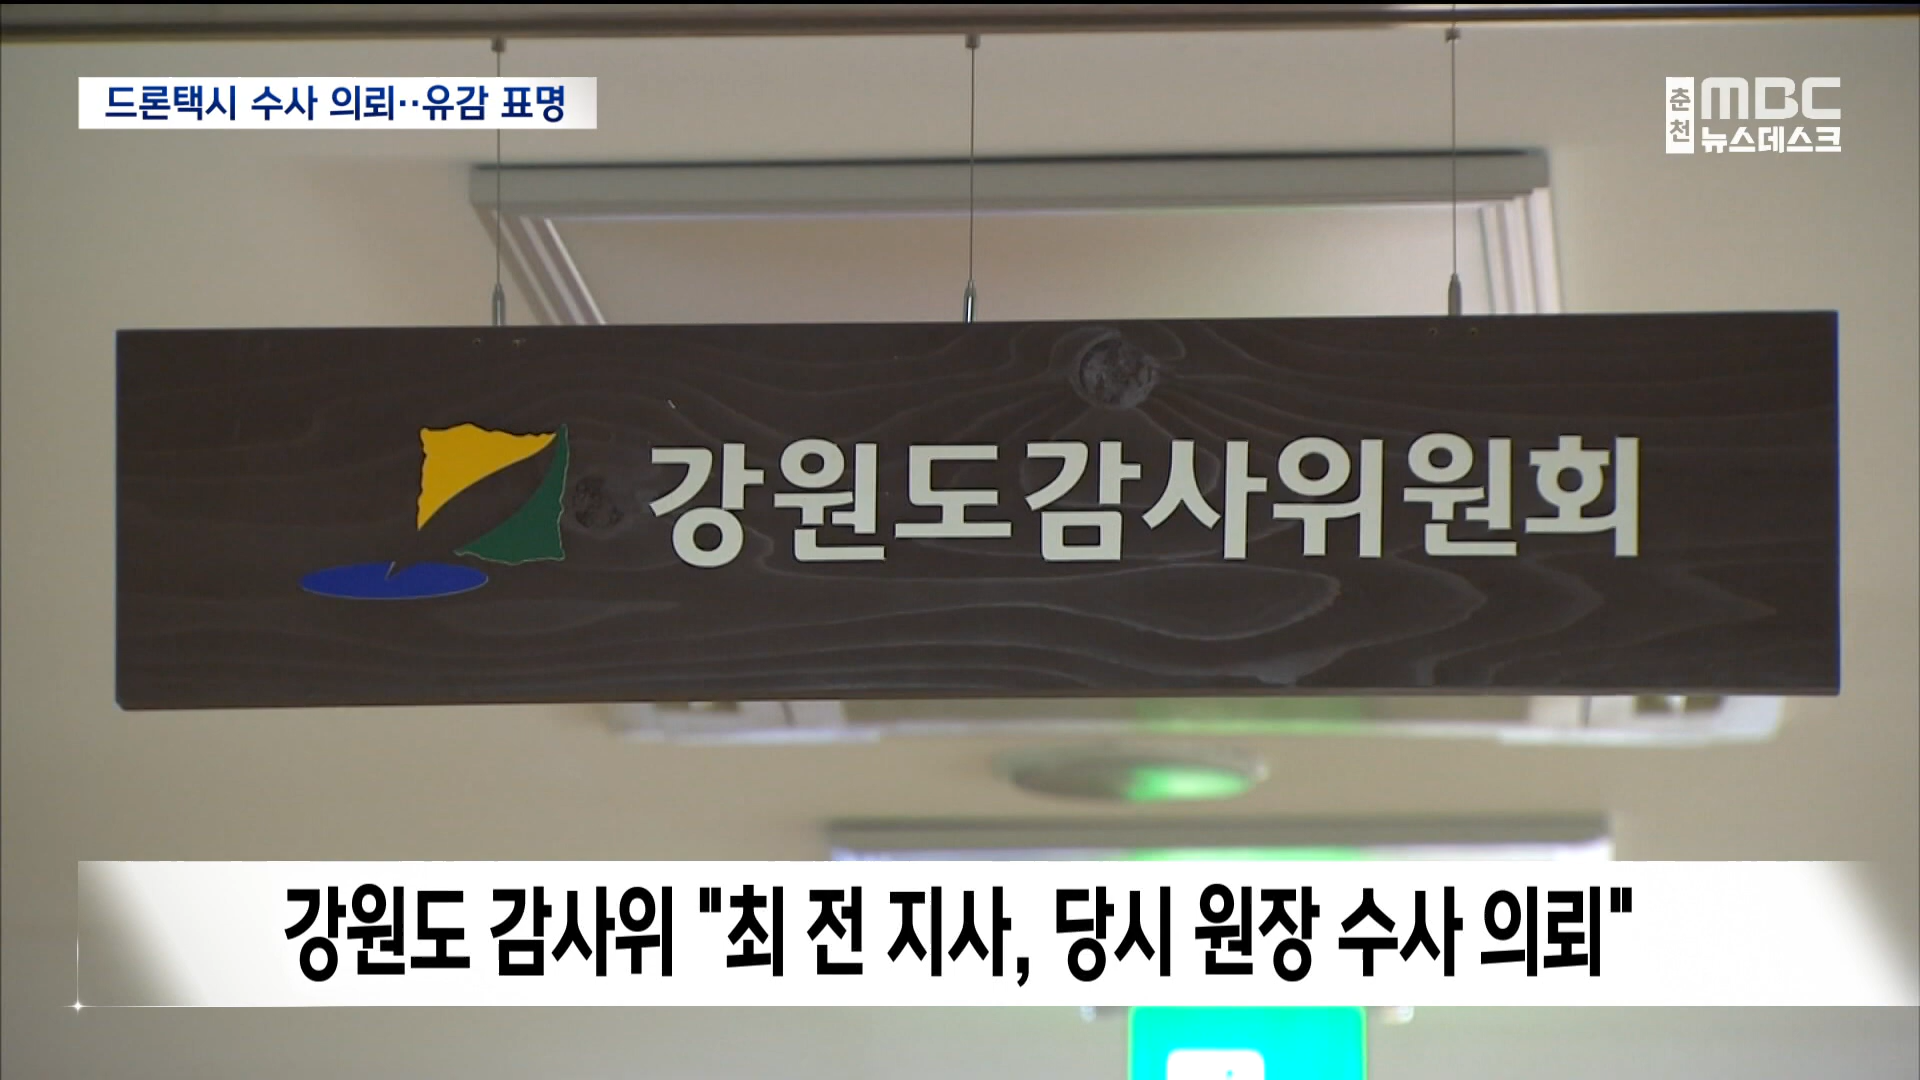 드론택시 수사 의뢰··유감 표명
춘천
MBC
뉴스데스크
강원도감사위원회
강원도 감사위 "최 전 지사, 당시 원장 수사 의뢰"